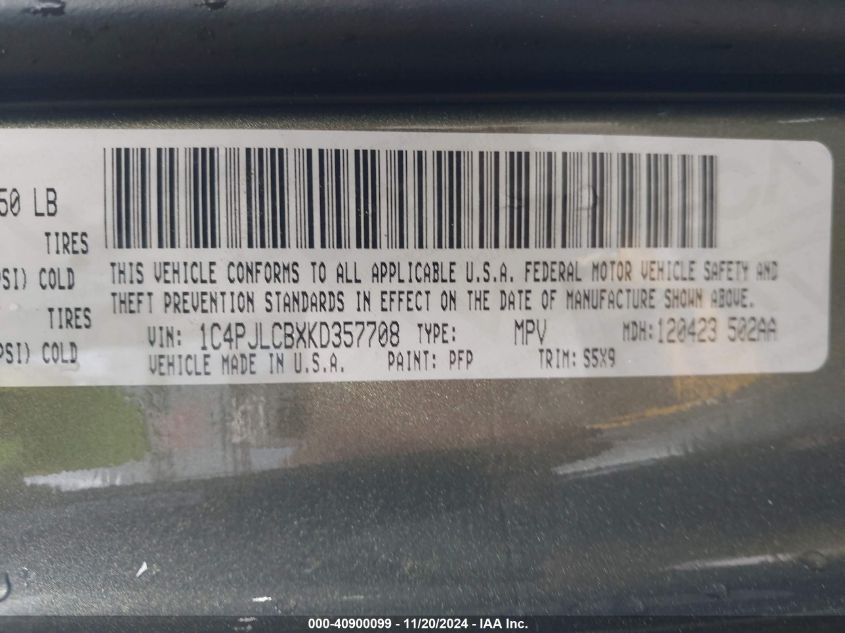 50 LB
TIRES
PSI) COLD
TIRES
PSI) COLD
THIS VEHICLE CONFORMS TO ALL APPLICABLE U.S.A. FEDERAL MOTOR VEHICLE SAFETY AND
THEFT PREVENTION STANDARDS IN EFFECT ON THE DATE OF MANUFACTURE SHOWN ABOVE.
VIN: 1C4PJLCBXKD357708 TYPE: MPV MDH:120423 502AA
VEHICLE MADE IN U.S.A. PAINT: PFP TRIM: S5X9
000-40900099 - 11/20/2024 - IAA Inc.